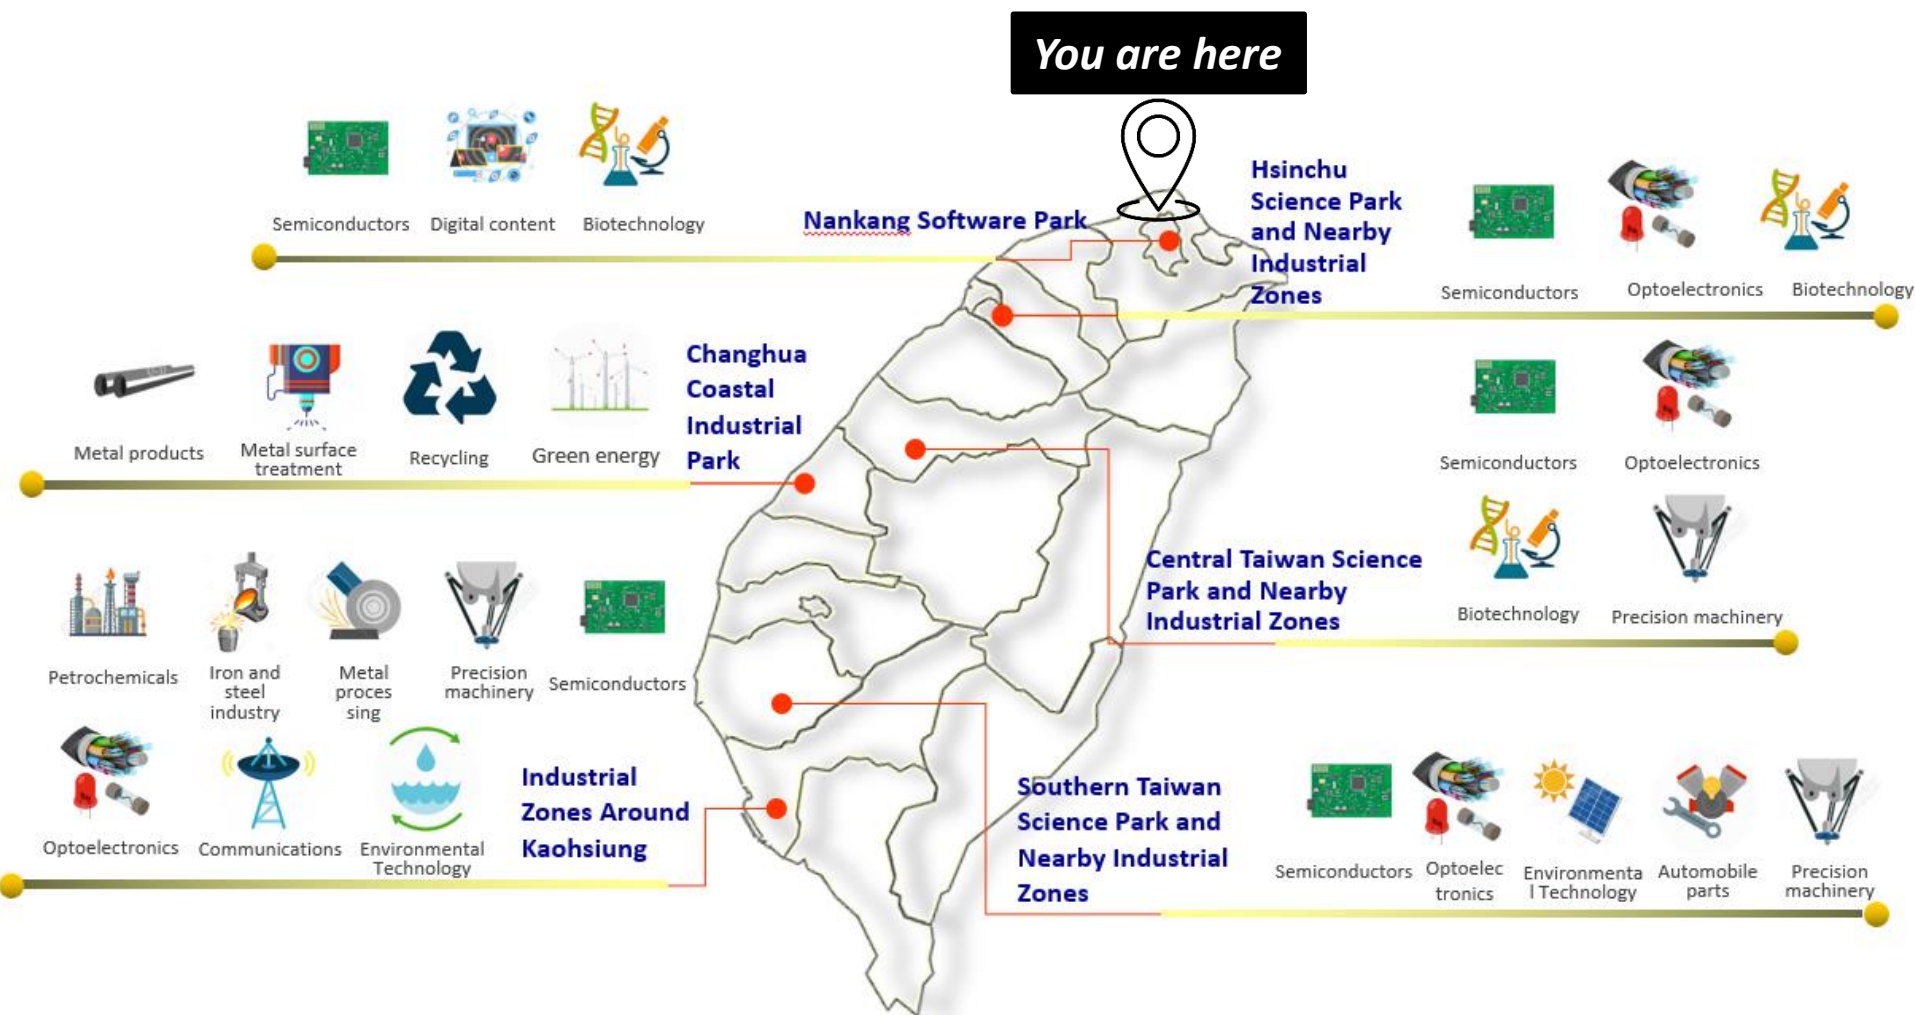 You are here
Semiconductors
Digital content
Biotechnology
Nankang Software Park
Hsinchu
Science Park
and Nearby
Industrial
Zones
Semiconductors
Optoelectronics
Biotechnology
Metal products
Metal surface
treatment
Recycling
Green energy
Changhua
Coastal
Industrial
Park
Semiconductors
Optoelectronics
Biotechnology
Precision machinery
Central Taiwan Science
Park and Nearby
Industrial Zones
Petrochemicals
Iron and
steel
industry
Metal
proces
sing
Precision
machinery
Semiconductors
Optoelectronics
Communications
Environmental
Technology
Industrial
Zones Around
Kaohsiung
Southern Taiwan
Science Park and
Nearby Industrial
Zones
Semiconductors
Optoelec
tronics
Environmenta
l Technology
Automobile
parts
Precision
machinery